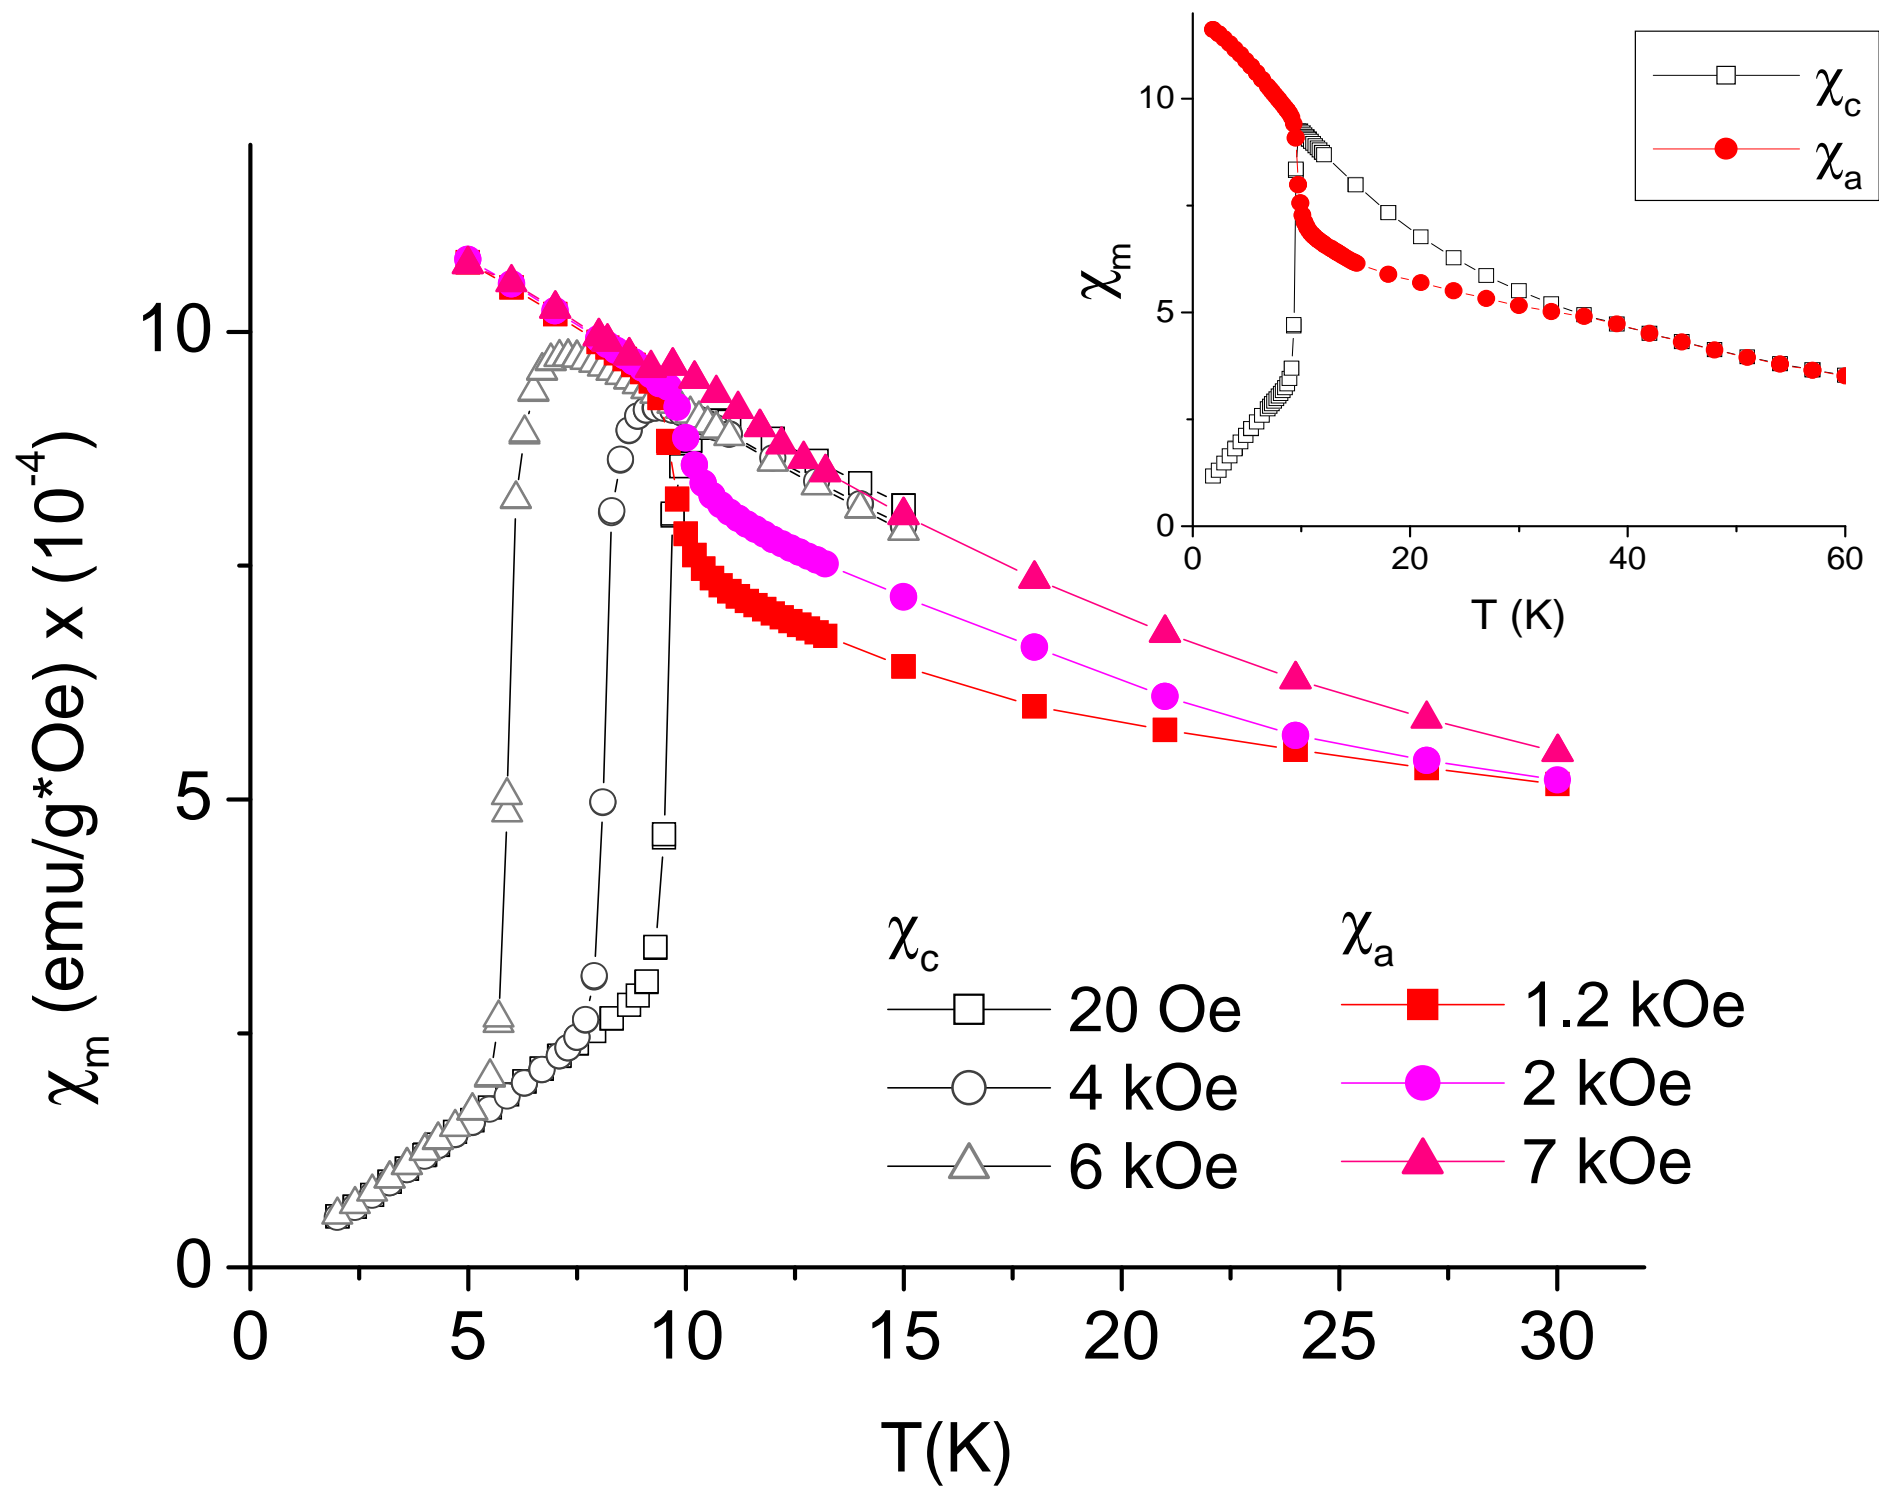 χc
χa
10
5
0
χm
0 20 40 60
T (K)
10
5
0
χm (emu/g*Oe) x (10-4)
χc χa
20 Oe 1.2 kOe
4 kOe 2 kOe
6 kOe 7 kOe
0 5 10 15 20 25 30
T(K)